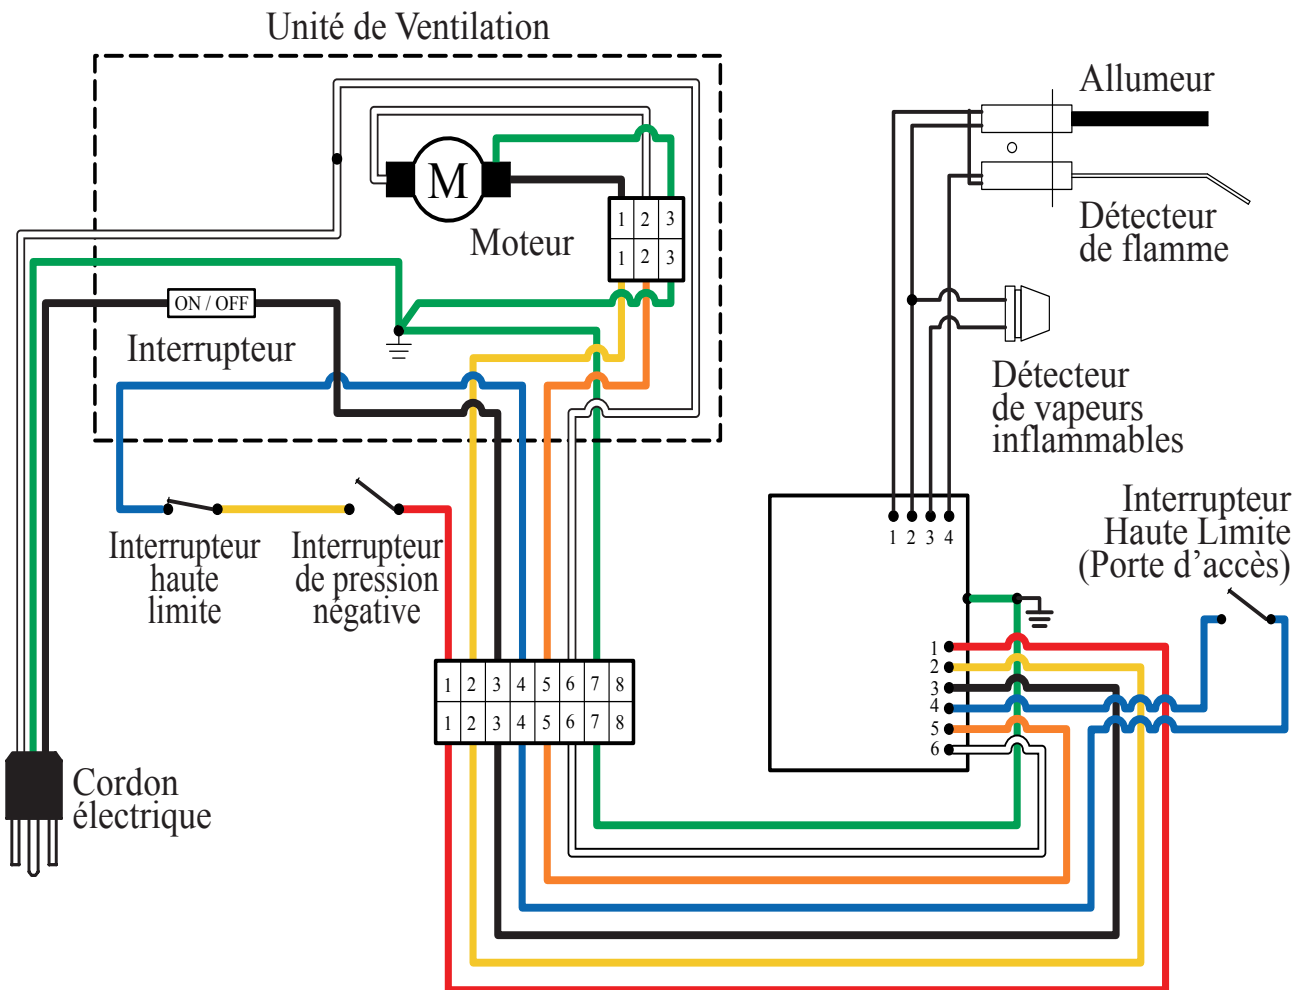 Unité de Ventilation
Allumeur
M
1 2 3
1 2 3
Moteur
Détecteur
de flamme
ON / OFF
Interrupteur
Détecteur
de vapeurs
inflammables
Interrupteur
haute
limite
Interrupteur
de pression
négative
1 2 3 4
Interrupteur
Haute Limite
(Porte d’accès)
1
2
3
4
5
6
1 2 3 4 5 6 7 8
1 2 3 4 5 6 7 8
Cordon
électrique